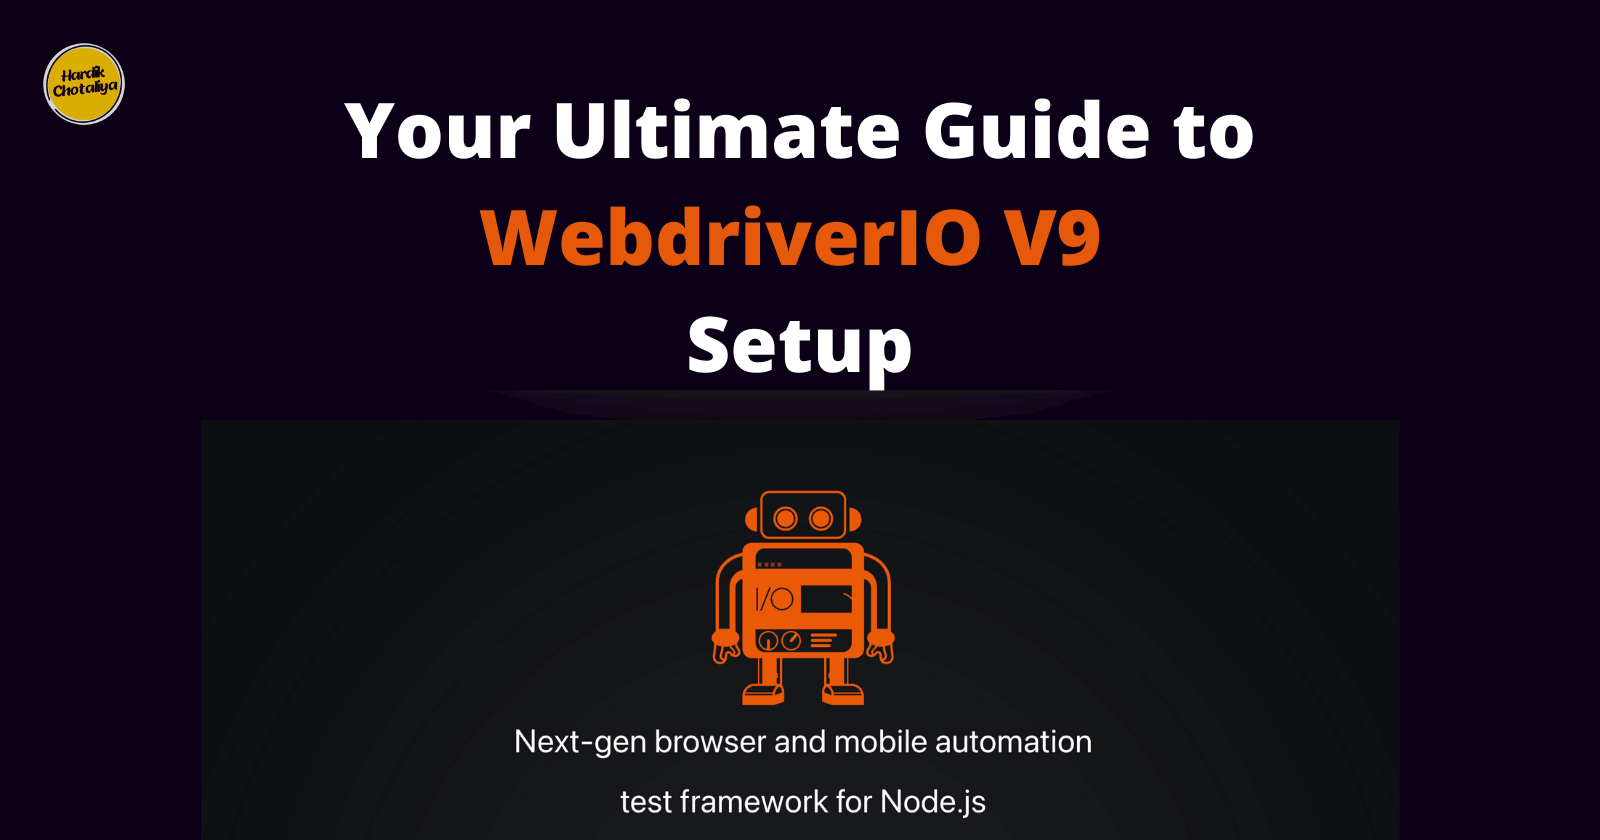 Hardik
Chotaliya
Your Ultimate Guide to
WebdriverIO V9
Setup
I/O
Next-gen browser and mobile automation
test framework for Node.js